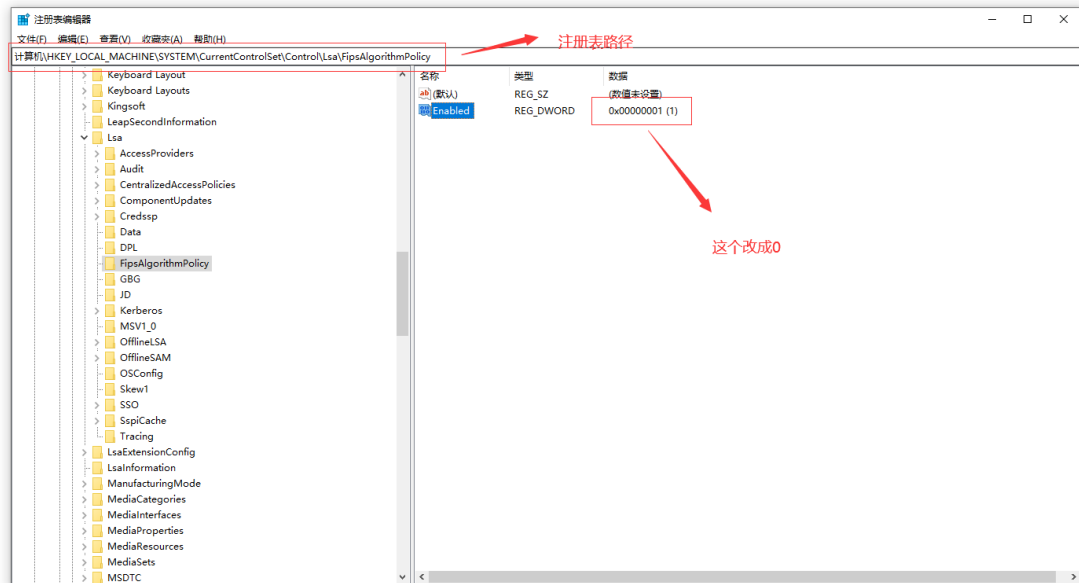 注册表编辑器
文件(F) 编辑(E) 查看(V) 收藏夹(A) 帮助(H)
计算机\HKEY_LOCAL_MACHINE\SYSTEM\CurrentControlSet\Control\Lsa\FipsAlgorithmPolicy
注册表路径
Keyboard Layout
Keyboard Layouts
Kingsoft
LeapSecondInformation
Lsa
AccessProviders
Audit
CentralizedAccessPolicies
ComponentUpdates
Credssp
Data
DPL
FipsAlgorithmPolicy
GBG
JD
Kerberos
MSV1_0
OfflineLSA
OfflineSAM
OSConfig
Skew1
SSO
SspiCache
Tracing
LsaExtensionConfig
LsaInformation
ManufacturingMode
MediaCategories
MediaInterfaces
MediaProperties
MediaResources
MediaSets
MSDTC
名称 类型 数据
ab (默认) REG_SZ (数值未设置)
Enabled REG_DWORD 0x00000001 (1)
这个改成0